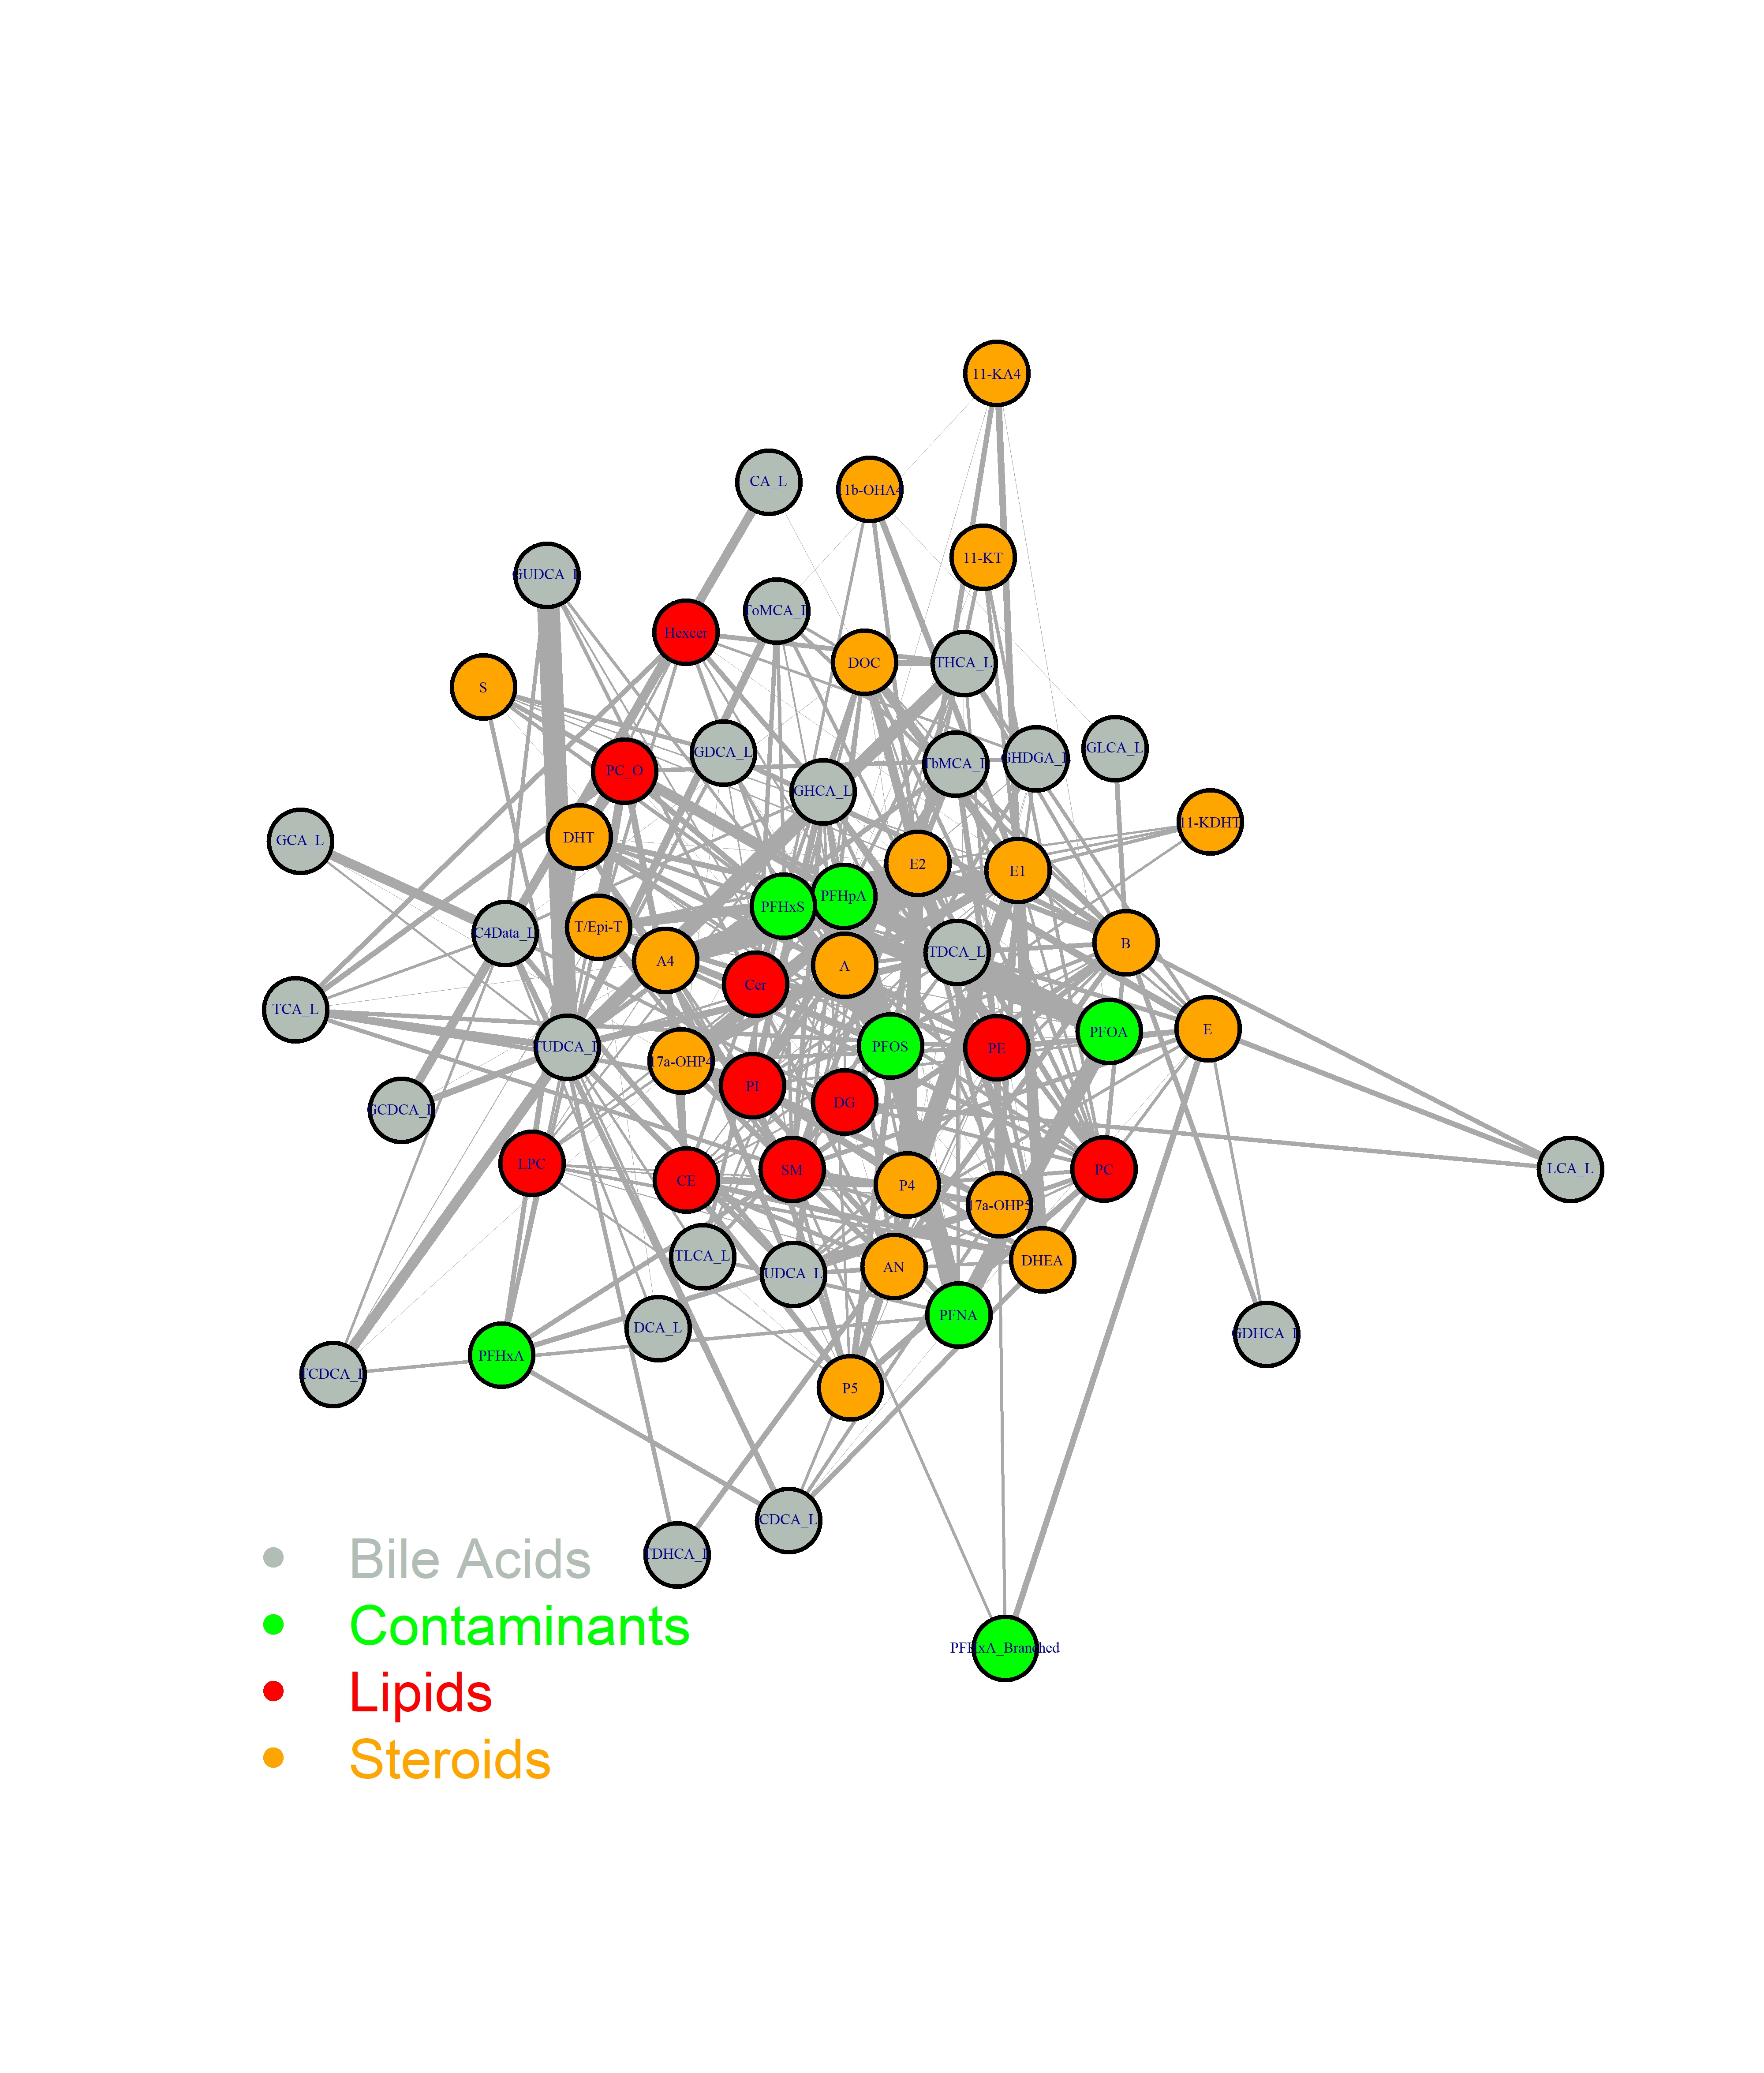 11-KA4
CA_L
11b-OHA4
11-KT
GUDCA_L
ToMCA_L
Hexcer
DOC
THCA_L
S
GDCA_L
GLCA_L
PC_O
TbMCA_L
GHDGA_L
GHCA_L
11-KDHT
DHT
GCA_L
E2
E1
PFHpA
PFHxS
T/Epi-T
C4Data_L
B
TDCA_L
A4
A
Cer
TCA_L
E
PFOA
TUDCA_L
PFOS
PE
17a-OHP4
PI
DG
GCDCA_L
LPC
SM
PC
LCA_L
CE
P4
17a-OHP5
TLCA_L
UDCA_L
AN
DHEA
PFNA
DCA_L
GDHCA_L
PFHxA
TCDCA_L
P5
CDCA_L
TDHCA_L
PFHxA_Branched
Bile Acids
Contaminants
Lipids
Steroids